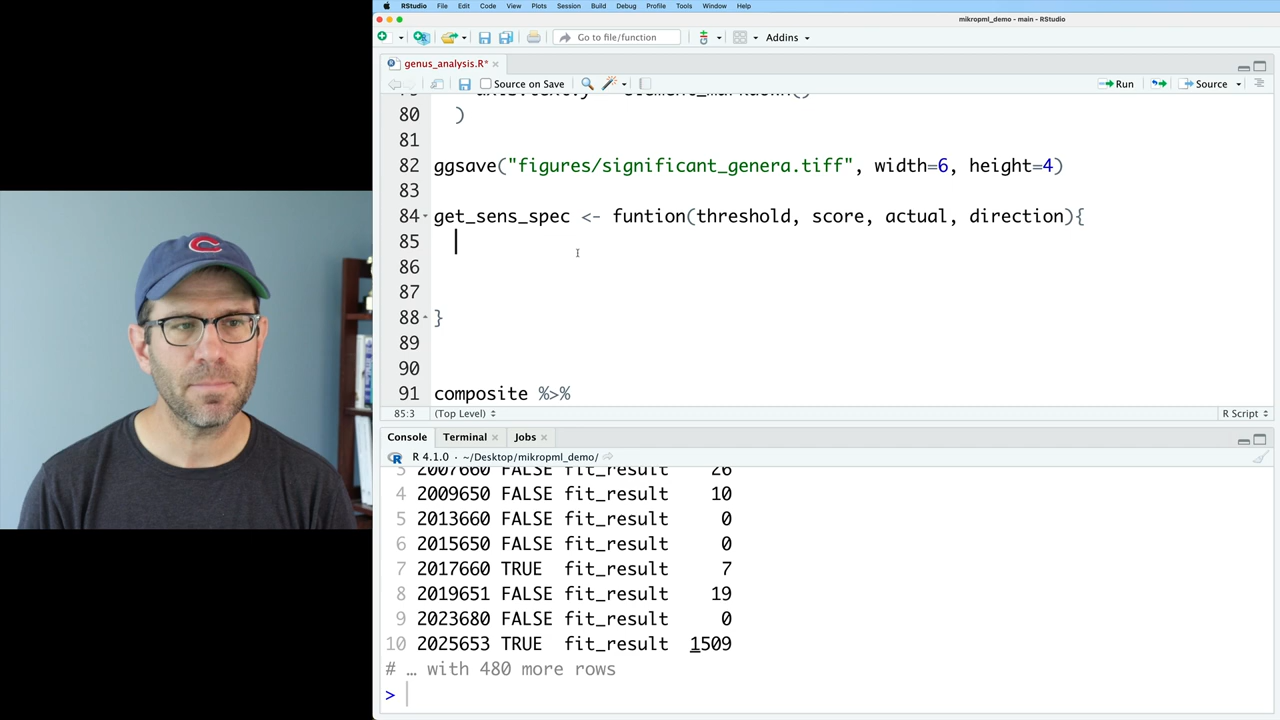 RStudio File Edit Code View Plots Session Build Debug Profile Tools Window Help
mikropml_demo - main - RStudio
Go to file/function Addins
genus_analysis.R*
Source on Save Run Source
80 )
81
82 ggsave("figures/significant_genera.tiff", width=6, height=4)
83
84 get_sens_spec <- funtion(threshold, score, actual, direction){
85
86
87
88 }
89
90
91 composite %>%
85:3 (Top Level) R Script
Console Terminal Jobs
R 4.1.0 · ~/Desktop/mikropml_demo/
3 2007660 FALSE fit_result 26
4 2009650 FALSE fit_result 10
5 2013660 FALSE fit_result 0
6 2015650 FALSE fit_result 0
7 2017660 TRUE fit_result 7
8 2019651 FALSE fit_result 19
9 2023680 FALSE fit_result 0
10 2025653 TRUE fit_result 1509
# … with 480 more rows
>